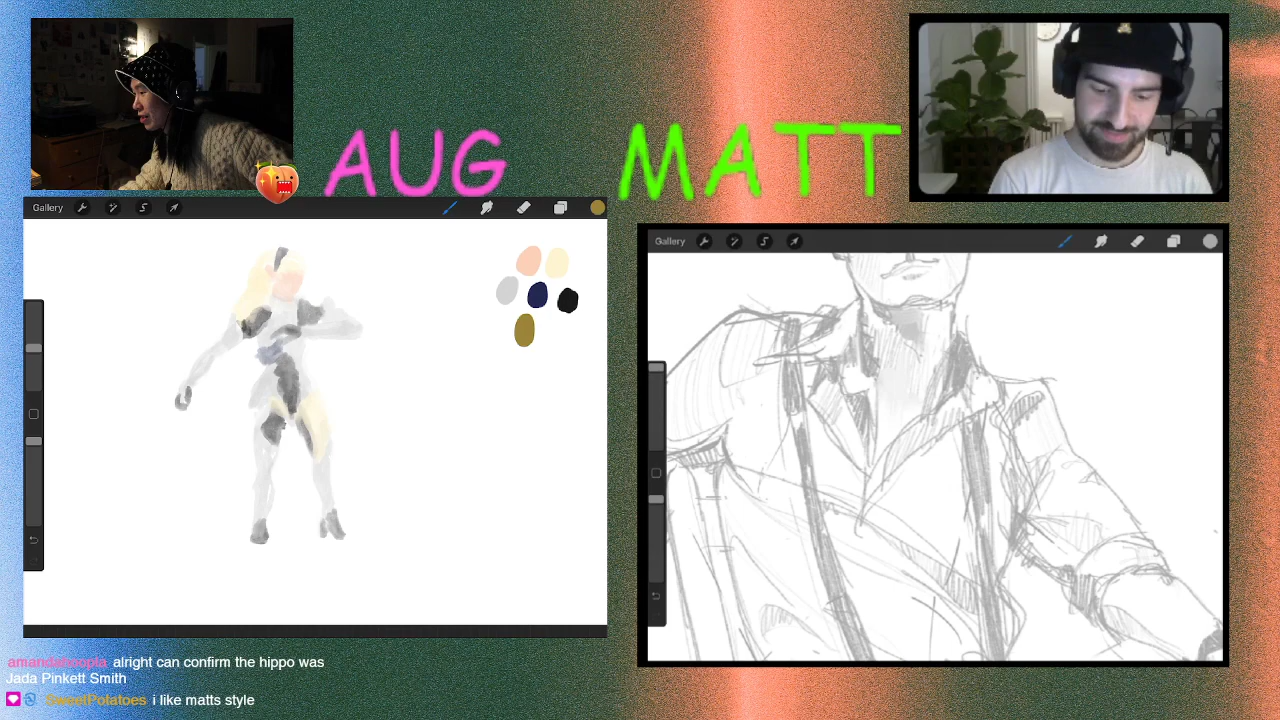 AUG
MATT
Gallery
Gallery
amandahoopla alright can confirm the hippo was
Jada Pinkett Smith
SweetPotatoes i like matts style